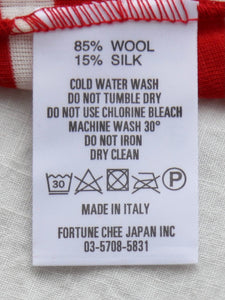 85% WOOL
15% SILK
COLD WATER WASH
DO NOT TUMBLE DRY
DO NOT USE CHLORINE BLEACH
MACHINE WASH 30°
DO NOT IRON
DRY CLEAN
30 P
MADE IN ITALY
FORTUNE CHEE JAPAN INC
03-5708-5831